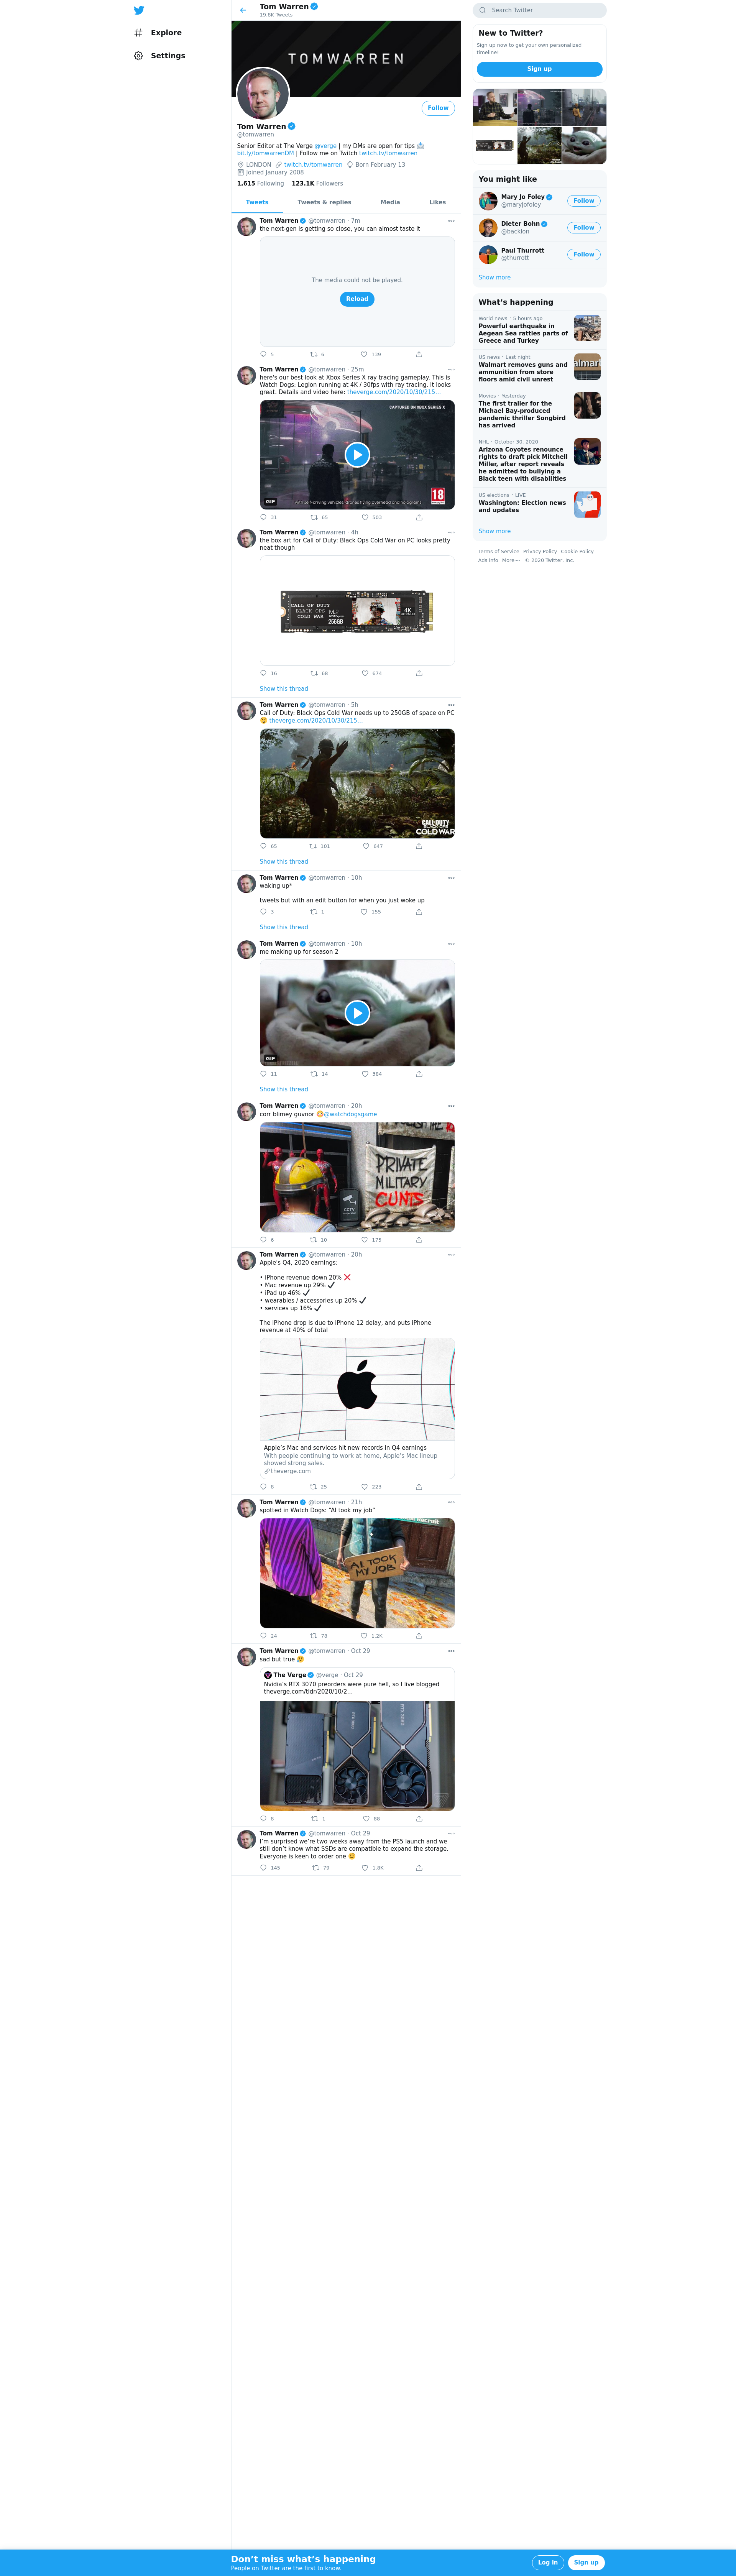 Explore
Settings
Tom Warren
19.8K Tweets
TOMWARREN
Follow
Tom Warren
@tomwarren
Senior Editor at The Verge @verge | my DMs are open for tips 📩
bit.ly/tomwarrenDM | Follow me on Twitch twitch.tv/tomwarren
LONDON twitch.tv/tomwarren Born February 13
Joined January 2008
1,615 Following 123.1K Followers
Tweets Tweets & replies Media Likes
Tom Warren @tomwarren · 7m
the next-gen is getting so close, you can almost taste it
The media could not be played.
Reload
5 6 139
Tom Warren @tomwarren · 25m
here's our best look at Xbox Series X ray tracing gameplay. This is
Watch Dogs: Legion running at 4K / 30fps with ray tracing. It looks
great. Details and video here: theverge.com/2020/10/30/215…
CAPTURED ON XBOX SERIES X
GIF
18
31 65 503
Tom Warren @tomwarren · 4h
the box art for Call of Duty: Black Ops Cold War on PC looks pretty
neat though
CALL OF DUTY
BLACK OPS
COLD WAR
M.2
256GB
4K
16 68 674
Show this thread
Tom Warren @tomwarren · 5h
Call of Duty: Black Ops Cold War needs up to 250GB of space on PC
😲 theverge.com/2020/10/30/215…
CALL OF DUTY
BLACK OPS
COLD WAR
65 101 647
Show this thread
Tom Warren @tomwarren · 10h
waking up*
tweets but with an edit button for when you just woke up
3 1 155
Show this thread
Tom Warren @tomwarren · 10h
me making up for season 2
GIF
11 14 384
Show this thread
Tom Warren @tomwarren · 20h
corr blimey guvnor 😳@watchdogsgame
CCTV
PRIVATE
MILITARY
CUNTS
6 10 175
Tom Warren @tomwarren · 20h
Apple's Q4, 2020 earnings:
• iPhone revenue down 20% ❌
• Mac revenue up 29% ✔
• iPad up 46% ✔
• wearables / accessories up 20% ✔
• services up 16% ✔
The iPhone drop is due to iPhone 12 delay, and puts iPhone
revenue at 40% of total
Apple's Mac and services hit new records in Q4 earnings
With people continuing to work at home, Apple's Mac lineup
showed strong sales.
theverge.com
8 25 223
Tom Warren @tomwarren · 21h
spotted in Watch Dogs: "AI took my job"
AI TOOK
MY JOB
24 78 1.2K
Tom Warren @tomwarren · Oct 29
sad but true
The Verge @verge · Oct 29
Nvidia's RTX 3070 preorders were pure hell, so I live blogged
theverge.com/tldr/2020/10/2…
8 1 88
Tom Warren @tomwarren · Oct 29
I'm surprised we're two weeks away from the PS5 launch and we
still don't know what SSDs are compatible to expand the storage.
Everyone is keen to order one
145 79 1.8K
Search Twitter
New to Twitter?
Sign up now to get your own personalized
timeline!
Sign up
You might like
Mary Jo Foley
@maryjofoley
Follow
Dieter Bohn
@backlon
Follow
Paul Thurrott
@thurrott
Follow
Show more
What's happening
World news · 5 hours ago
Powerful earthquake in
Aegean Sea rattles parts of
Greece and Turkey
US news · Last night
Walmart removes guns and
ammunition from store
floors amid civil unrest
Movies · Yesterday
The first trailer for the
Michael Bay-produced
pandemic thriller Songbird
has arrived
NHL · October 30, 2020
Arizona Coyotes renounce
rights to draft pick Mitchell
Miller, after report reveals
he admitted to bullying a
Black teen with disabilities
US elections · LIVE
Washington: Election news
and updates
Show more
Terms of Service Privacy Policy Cookie Policy
Ads info More © 2020 Twitter, Inc.
Don't miss what's happening
People on Twitter are the first to know.
Log in
Sign up